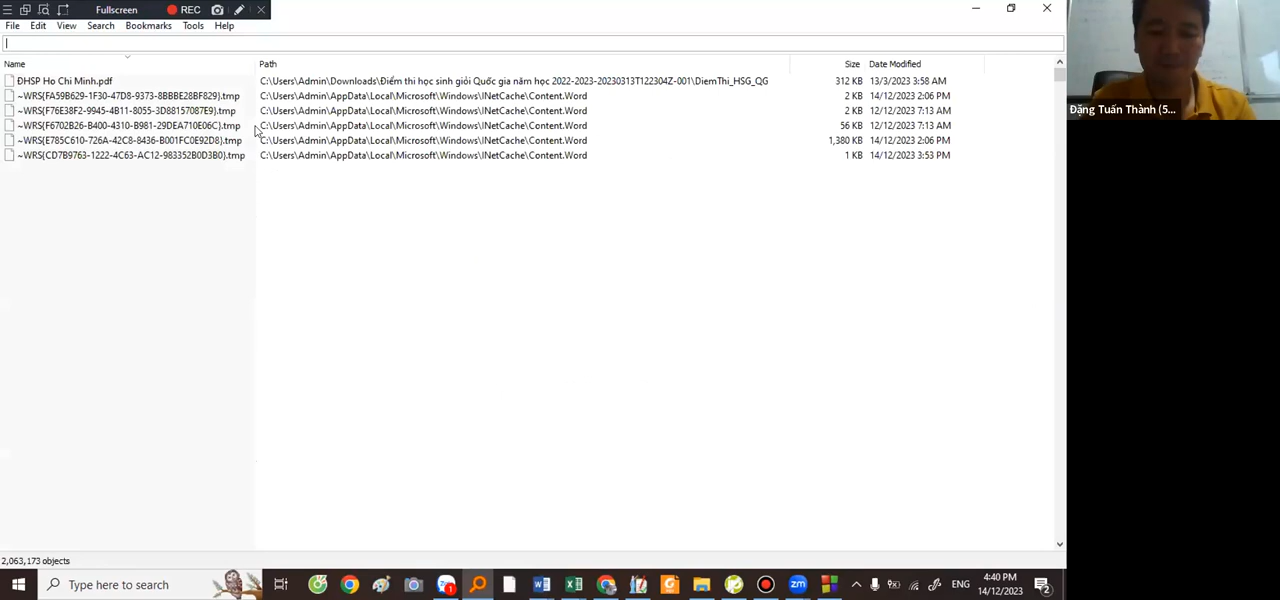 Fullscreen REC
File Edit View Search Bookmarks Tools Help
Name Path Size Date Modified
ĐHSP Ho Chi Minh.pdf C:\Users\Admin\Downloads\Điểm thi học sinh giỏi Quốc gia năm học 2022-2023-20230313T122304Z-001\DiemThi_HSG_QG 312 KB 13/3/2023 3:58 AM
~WRS{FA59B629-1F30-47D8-9373-8BBBE28BF829}.tmp C:\Users\Admin\AppData\Local\Microsoft\Windows\INetCache\Content.Word 2 KB 14/12/2023 2:06 PM
~WRS{F76E38F2-9945-4B11-8055-3D88157087E9}.tmp C:\Users\Admin\AppData\Local\Microsoft\Windows\INetCache\Content.Word 2 KB 12/12/2023 7:13 AM
~WRS{F6702B26-B400-4310-B981-29DEA710E06C}.tmp C:\Users\Admin\AppData\Local\Microsoft\Windows\INetCache\Content.Word 56 KB 12/12/2023 7:13 AM
~WRS{E785C610-726A-42C8-8436-B001FC0E92D8}.tmp C:\Users\Admin\AppData\Local\Microsoft\Windows\INetCache\Content.Word 1,380 KB 14/12/2023 2:06 PM
~WRS{CD7B9763-1222-4C63-AC12-983352B0D3B0}.tmp C:\Users\Admin\AppData\Local\Microsoft\Windows\INetCache\Content.Word 1 KB 14/12/2023 3:53 PM
Đặng Tuấn Thành (5...
2,063,173 objects
Type here to search
ENG
4:40 PM
14/12/2023